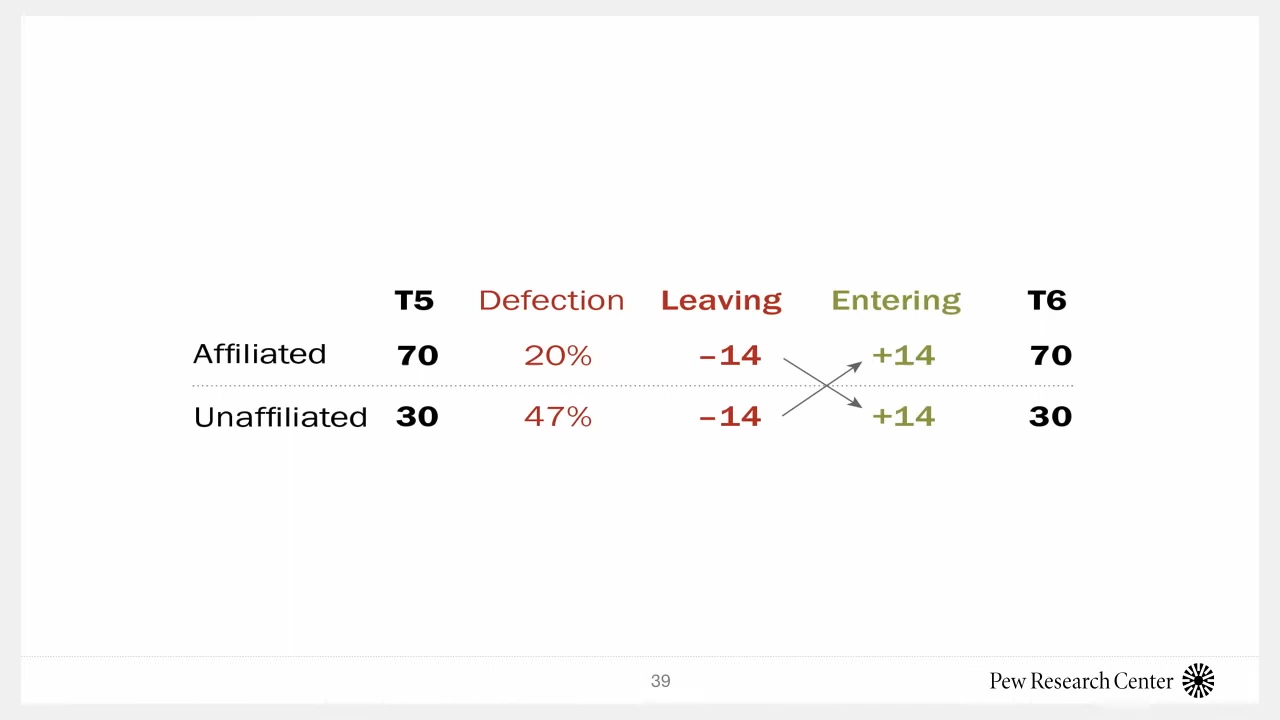 T5 Defection Leaving Entering T6
Affiliated 70 20% –14 +14 70
Unaffiliated 30 47% –14 +14 30
39
Pew Research Center